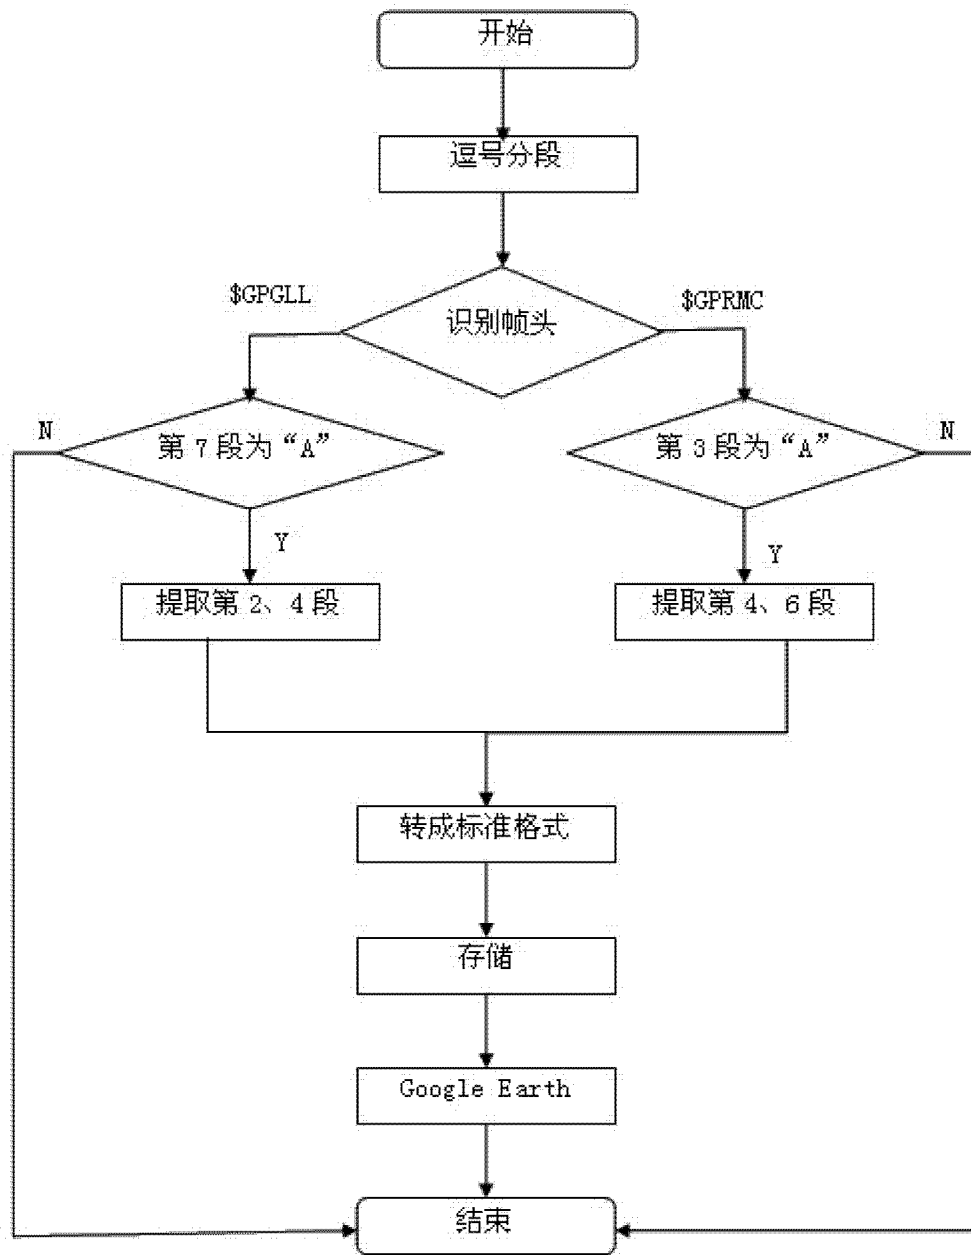 开始
逗号分段
$GPGLL
识别帧头
$GPRMC
N
第 7 段为“A”
第 3 段为“A”
N
Y
Y
提取第 2、4 段
提取第 4、6 段
转成标准格式
存储
Google Earth
结束